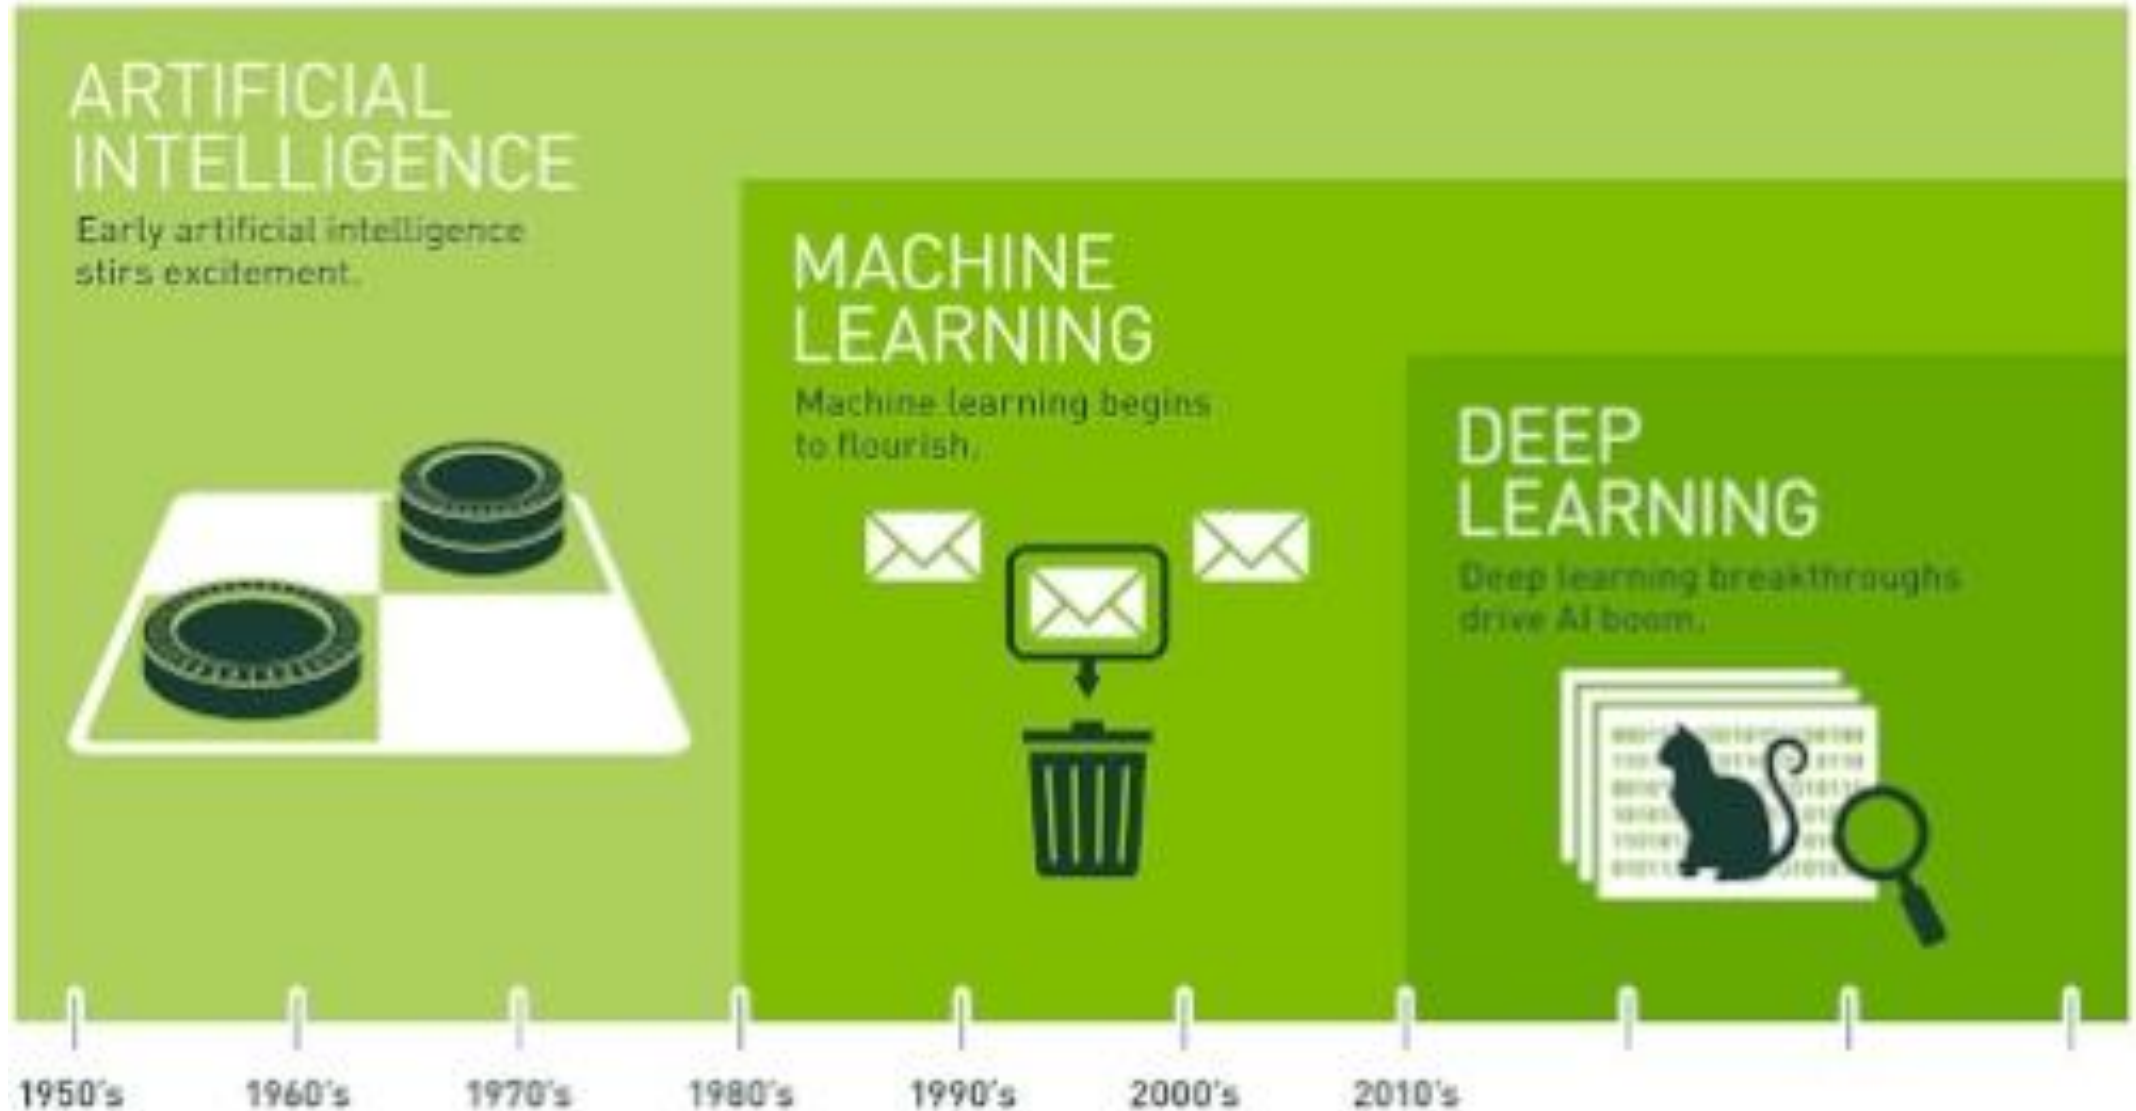 ARTIFICIAL
INTELLIGENCE
Early artificial intelligence
stirs excitement.
MACHINE
LEARNING
Machine learning begins
to flourish.
DEEP
LEARNING
Deep learning breakthroughs
drive AI boom.
1950's 1960's 1970's 1980's 1990's 2000's 2010's